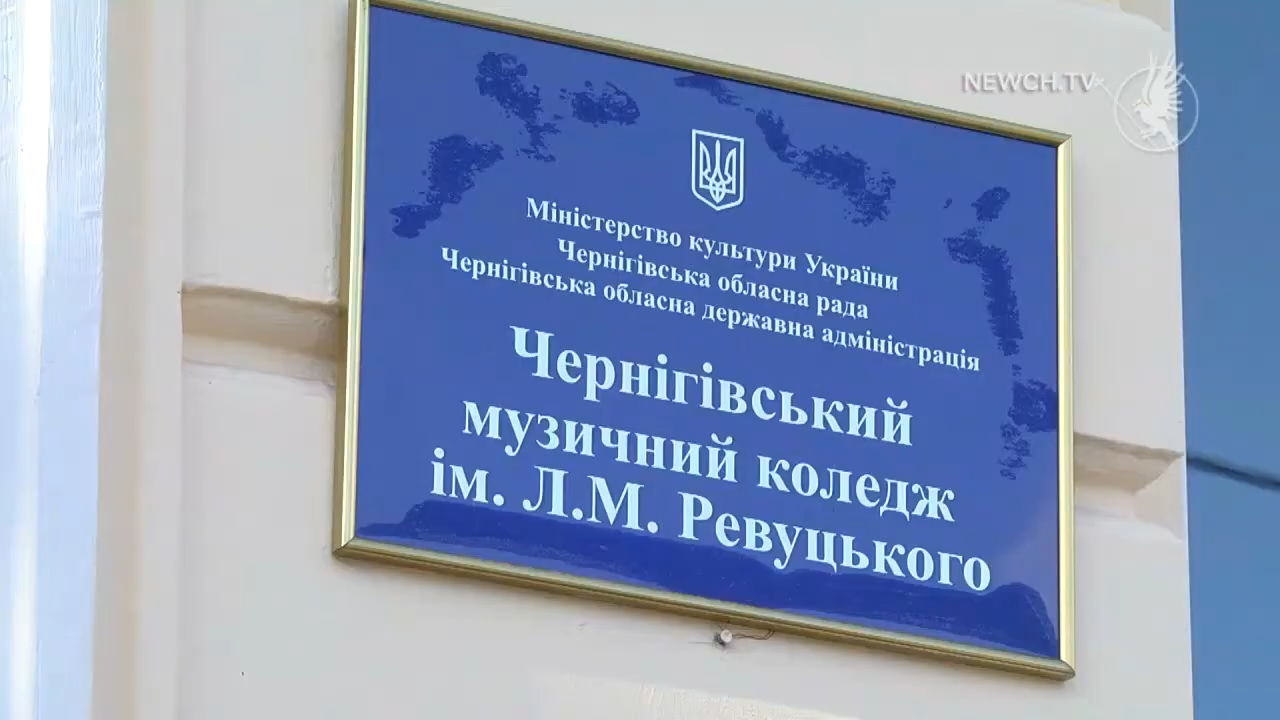 NEWCH.TV
Міністерство культури України
Чернігівська обласна рада
Чернігівська обласна державна адміністрація
Чернігівський
музичний коледж
ім. Л.М. Ревуцького